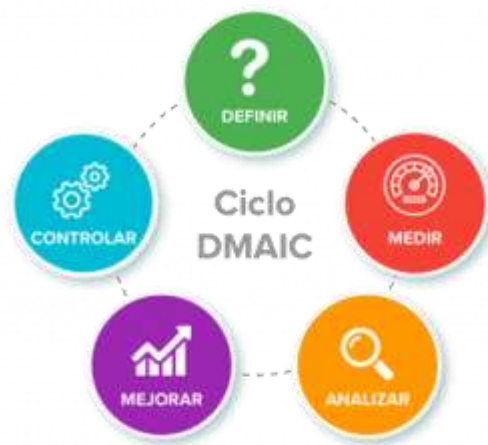 ?
DEFINIR
Ciclo
DMAIC
MEDIR
ANALIZAR
MEJORAR
CONTROLAR